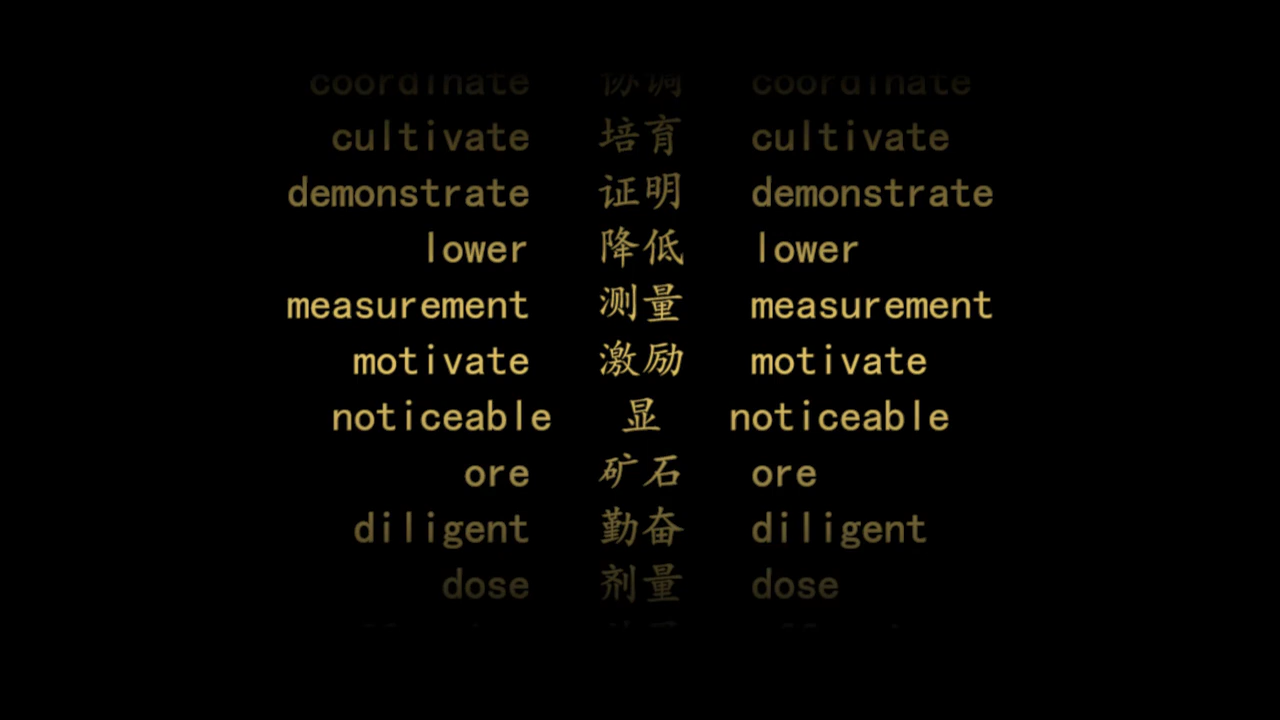 coordinate 协调 coordinate
cultivate 培育 cultivate
demonstrate 证明 demonstrate
lower 降低 lower
measurement 测量 measurement
motivate 激励 motivate
noticeable 显 noticeable
ore 矿石 ore
diligent 勤奋 diligent
dose 剂量 dose